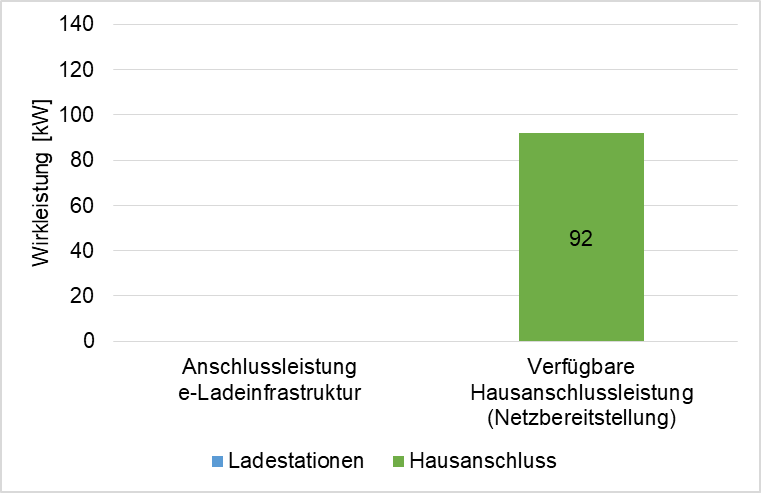 140
120
100
80
60
40
20
0
Wirkleistung [kW]
92
Anschlussleistung
e-Ladeinfrastruktur
Verfügbare
Hausanschlussleistung
(Netzbereitstellung)
Ladestationen
Hausanschluss